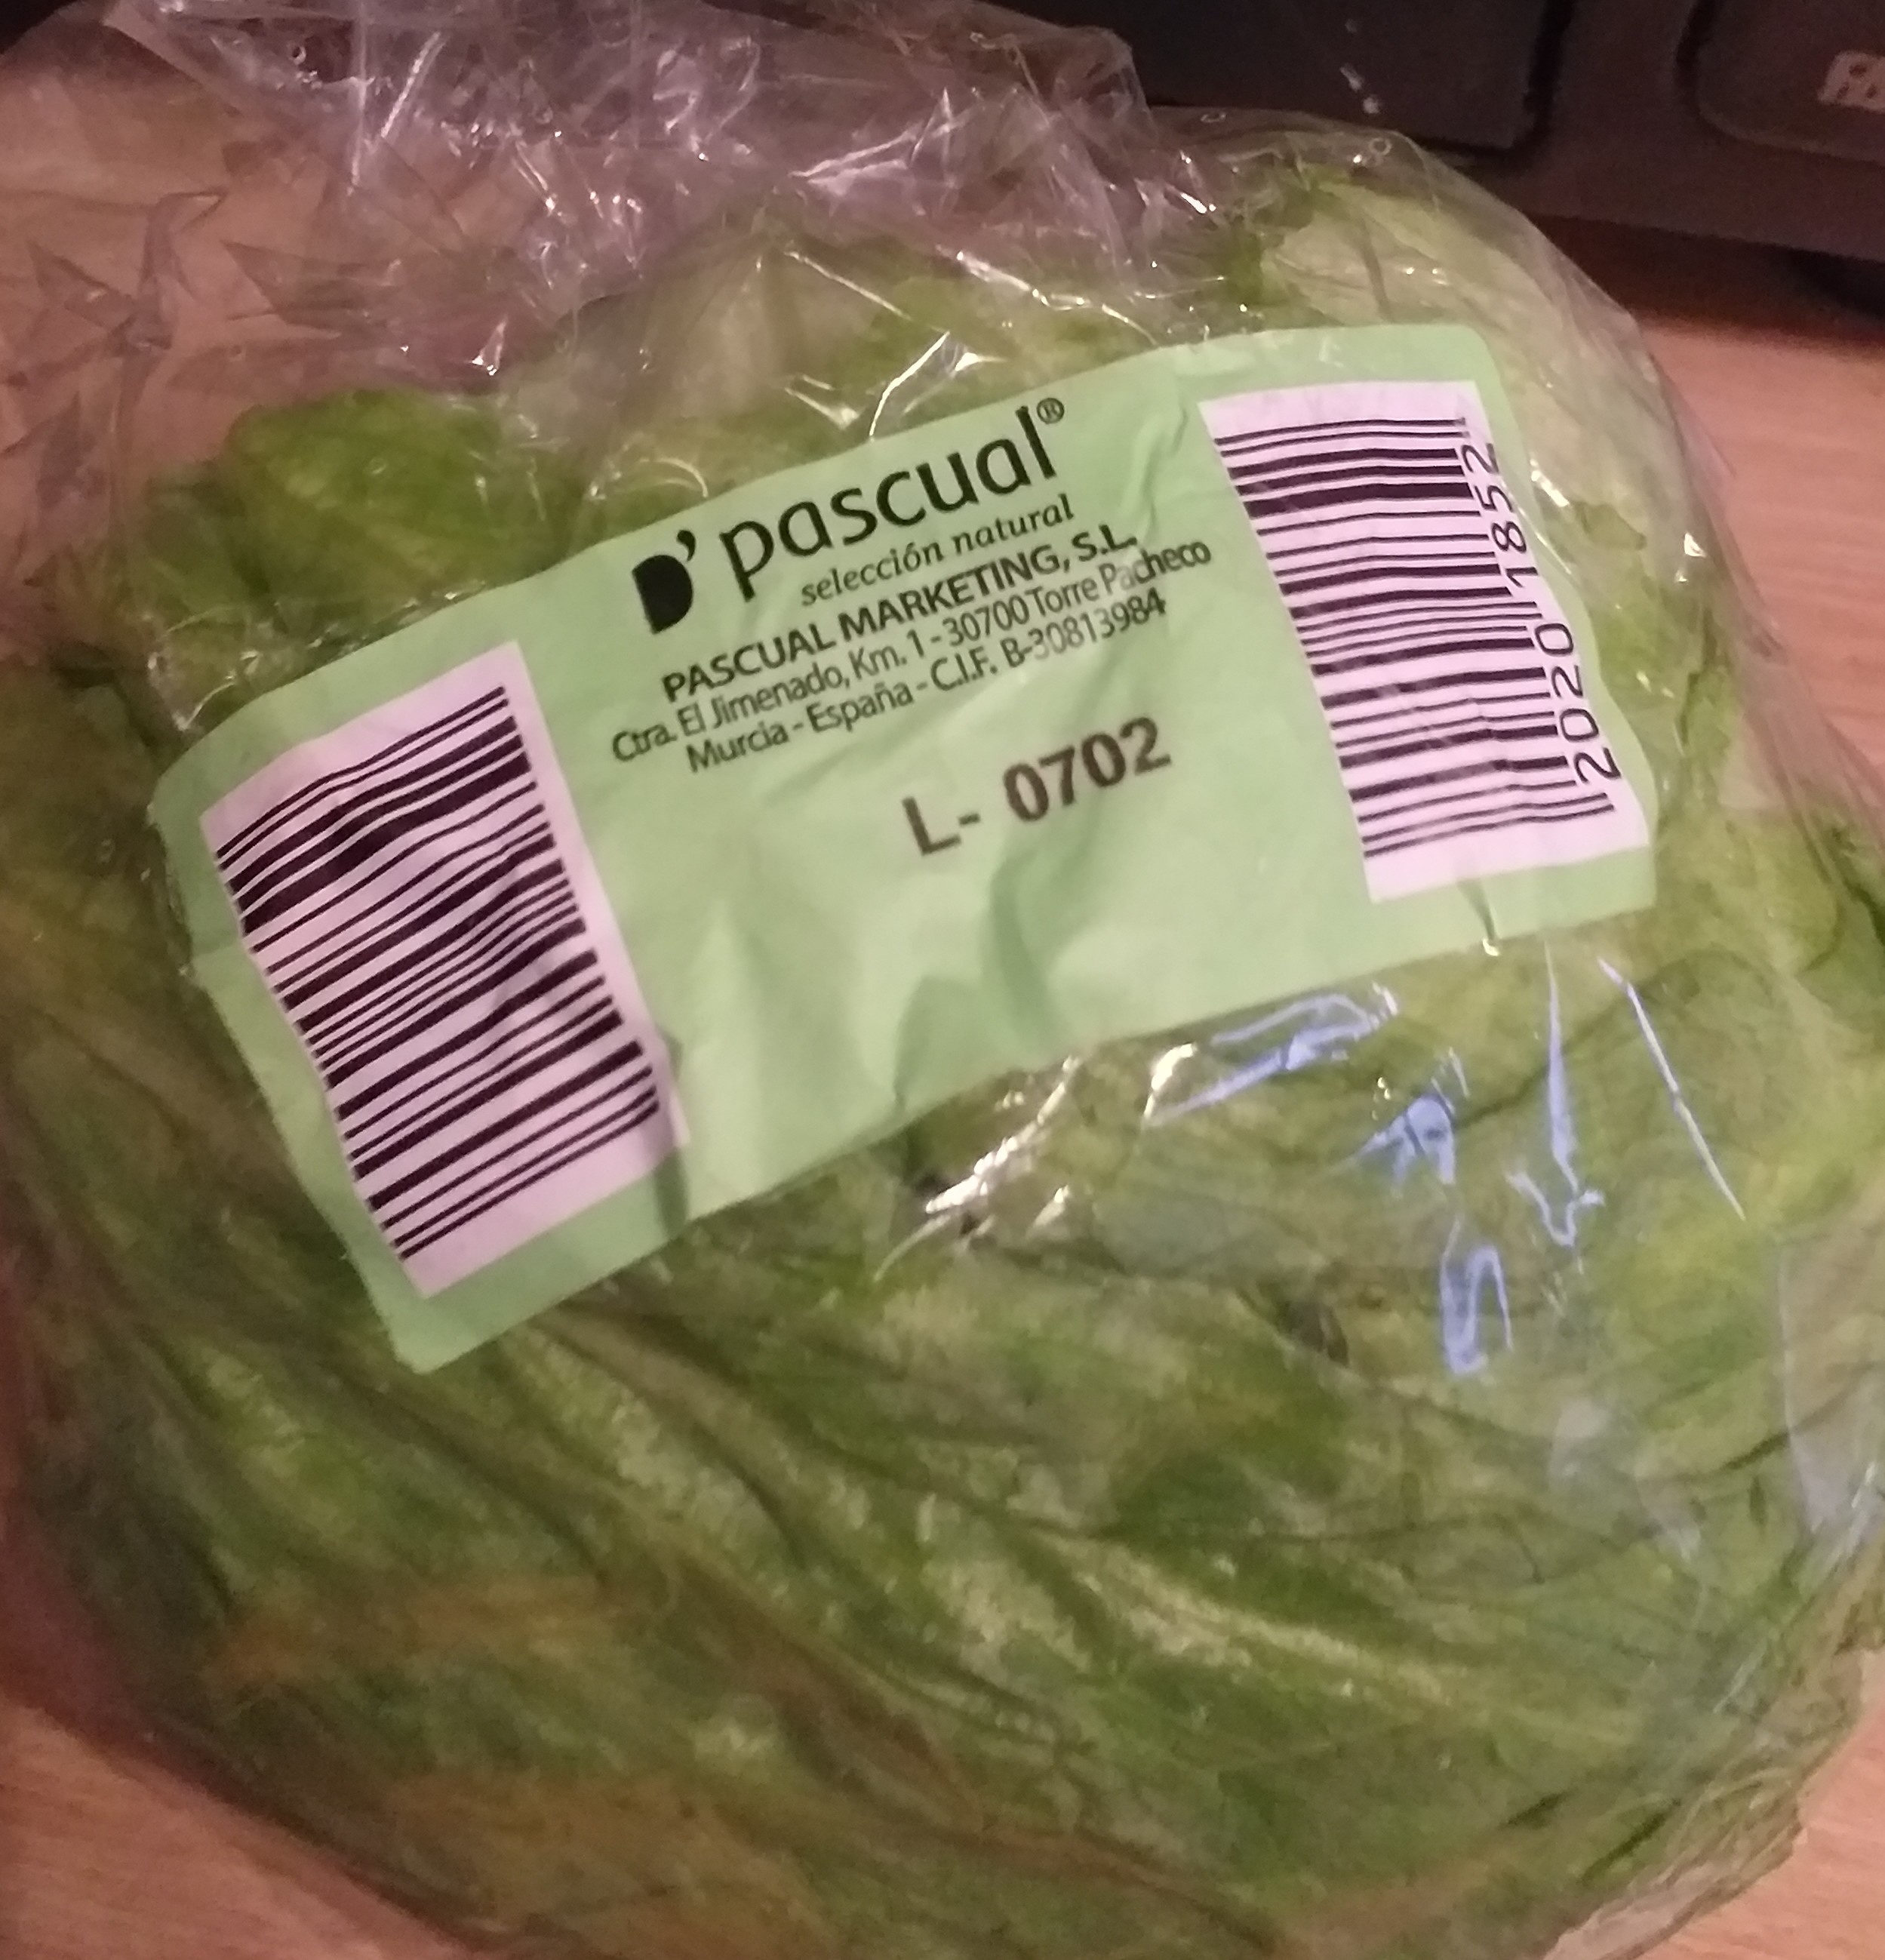 D' pascual®
selección natural
PASCUAL MARKETING, S.L.
Ctra. El Jimenado, Km. 1 - 30700 Torre Pacheco
Murcia - España - C.I.F. B-30813984
L- 0702
2020 1852